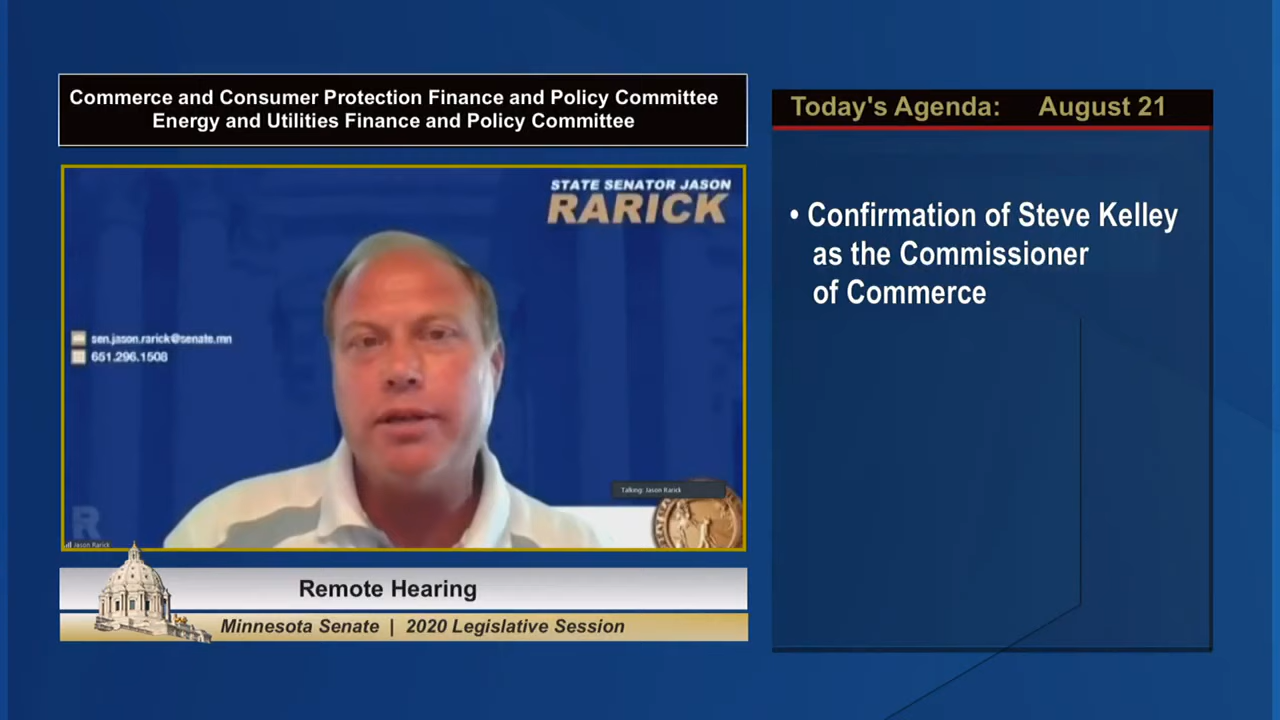 Commerce and Consumer Protection Finance and Policy Committee
Energy and Utilities Finance and Policy Committee
Today's Agenda: August 21
STATE SENATOR JASON
RARICK
sen.jason.rarick@senate.mn
651.296.1508
• Confirmation of Steve Kelley
as the Commissioner
of Commerce
Talking: Jason Rarick
R
Jason Rarick
Remote Hearing
Minnesota Senate | 2020 Legislative Session